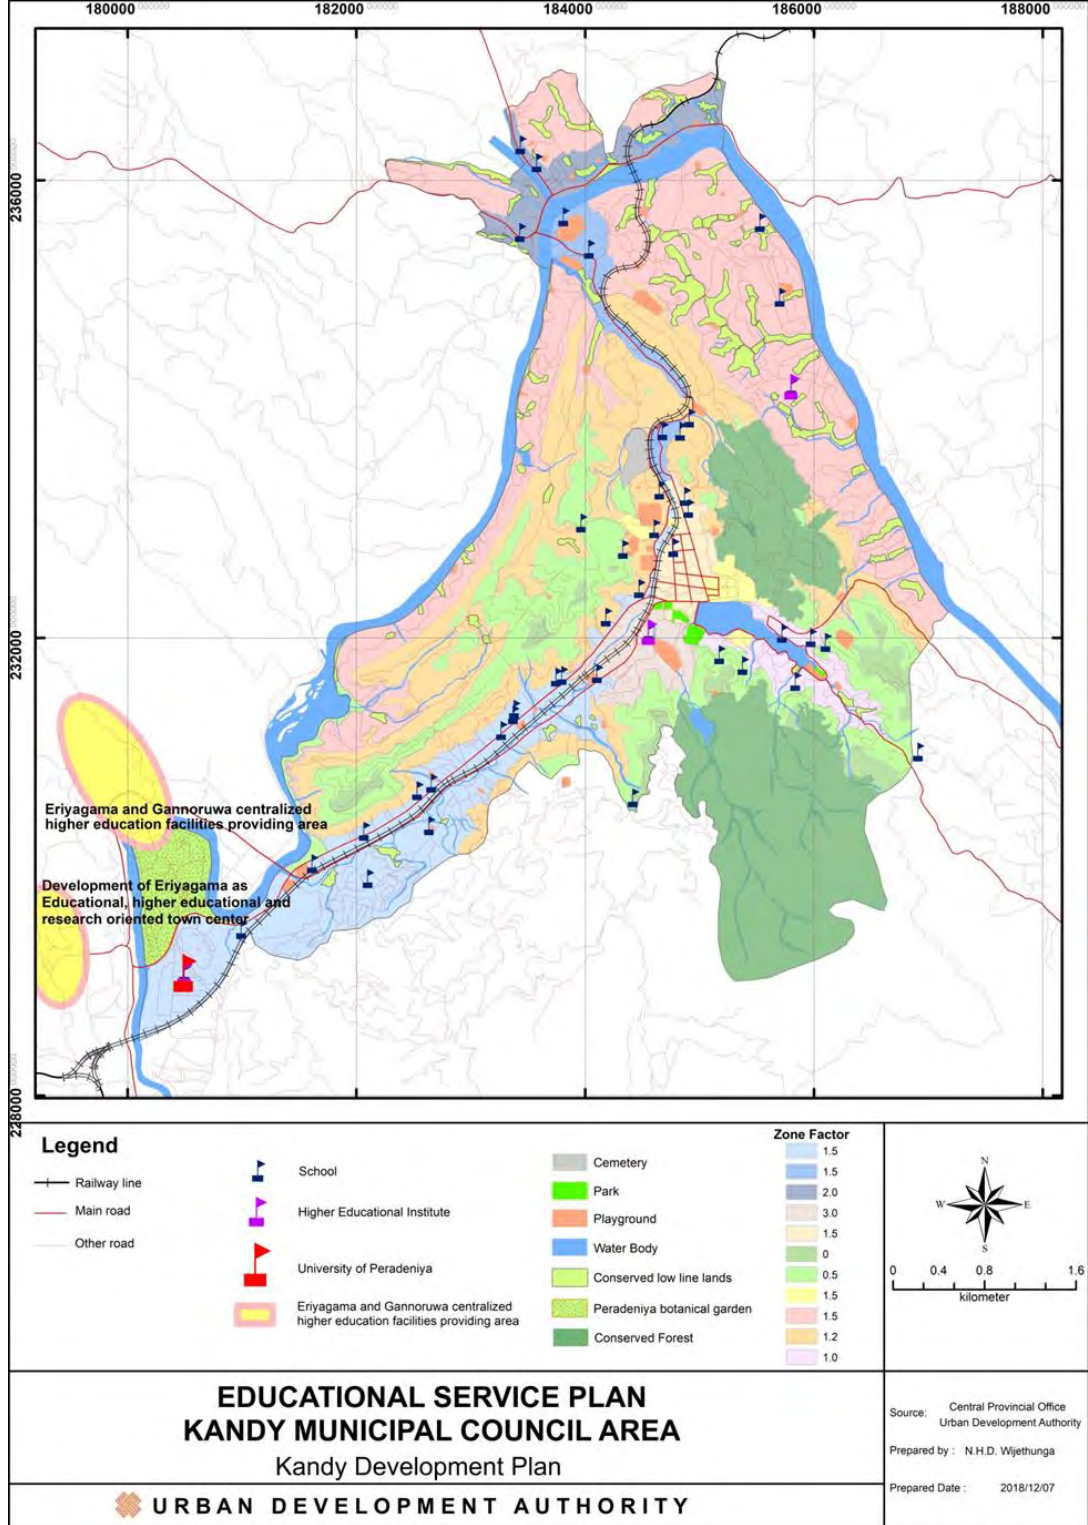 180000 182000 184000 186000 188000
236000
232000
228000
Eriyagama and Gannoruwa centralized
higher education facilities providing area
Development of Eriyagama as
Educational, higher educational and
research oriented town center
Legend
Railway line
Main road
Other road
School
Higher Educational Institute
University of Peradeniya
Eriyagama and Gannoruwa centralized
higher education facilities providing area
Cemetery
Park
Playground
Water Body
Conserved low line lands
Peradeniya botanical garden
Conserved Forest
Zone Factor
1.5
1.5
2.0
3.0
1.5
0
0.5
1.5
1.5
1.2
1.0
N
W E
S
0 0.4 0.8 1.6
kilometer
EDUCATIONAL SERVICE PLAN
KANDY MUNICIPAL COUNCIL AREA
Kandy Development Plan
URBAN DEVELOPMENT AUTHORITY
Source: Central Provincial Office
Urban Development Authority
Prepared by : N.H.D. Wijethunga
Prepared Date : 2018/12/07